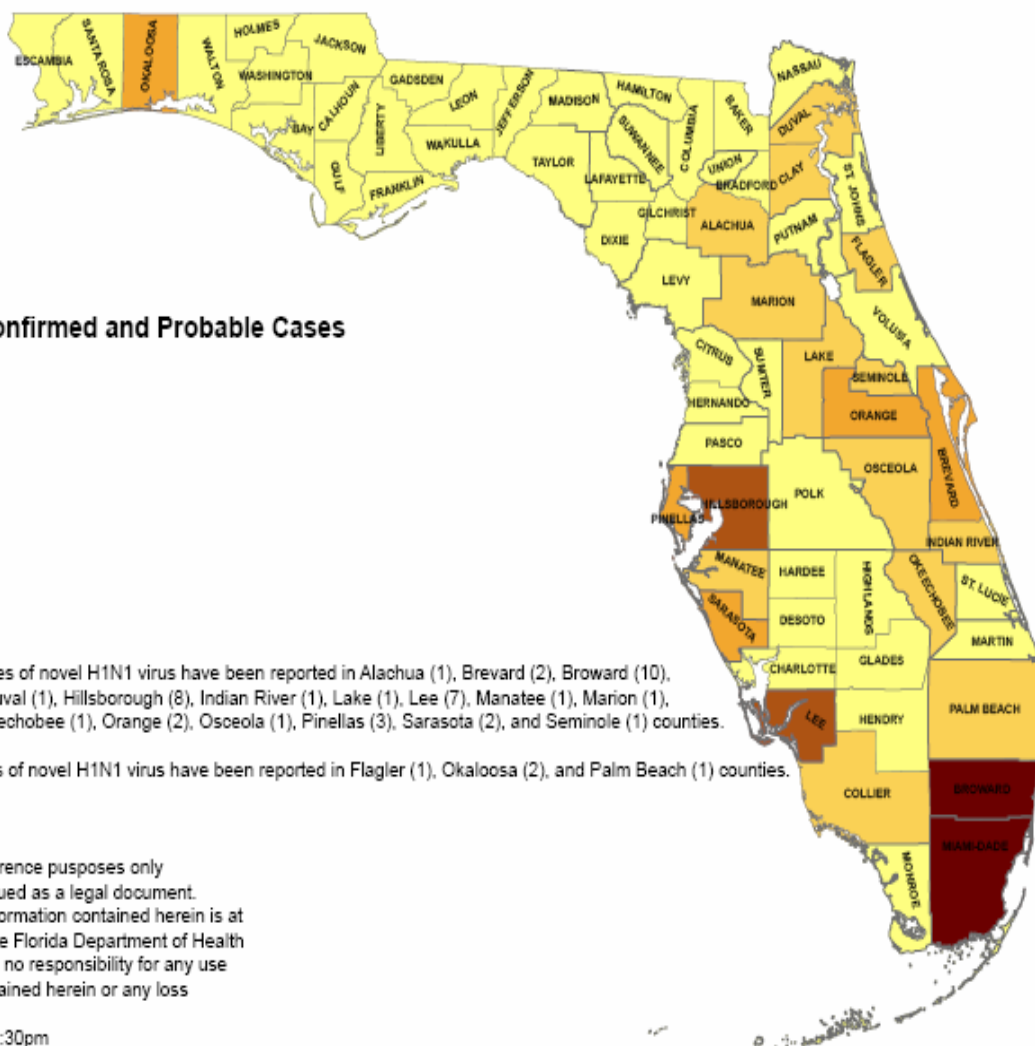 HOLMES
JACKSON
ESCAMBIA
SANTA ROSA
OKALOOSA
WALTON
WASHINGTON
BAY
CALHOUN
GULF
LIBERTY
GADSDEN
LEON
WAKULLA
FRANKLIN
JEFFERSON
MADISON
TAYLOR
HAMILTON
SUWANNEE
LAFAYETTE
DIXIE
COLUMBIA
BAKER
UNION
BRADFORD
GILCHRIST
ALACHUA
NASSAU
DUVAL
CLAY
ST JOHNS
PUTNAM
FLAGLER
LEVY
MARION
VOLUSIA
onfirmed and Probable Cases
CITRUS
SUMTER
LAKE
SEMINOLE
HERNANDO
ORANGE
PASCO
BREVARD
OSCEOLA
POLK
HILLSBOROUGH
PINELLAS
INDIAN RIVER
MANATEE
HARDEE
HIGHLANDS
OKEECHOBEE
ST. LUCIE
SARASOTA
DESOTO
MARTIN
CHARLOTTE
GLADES
es of novel H1N1 virus have been reported in Alachua (1), Brevard (2), Broward (10),
uval (1), Hillsborough (8), Indian River (1), Lake (1), Lee (7), Manatee (1), Marion (1),
echobee (1), Orange (2), Osceola (1), Pinellas (3), Sarasota (2), and Seminole (1) counties.
LEE
HENDRY
PALM BEACH
s of novel H1N1 virus have been reported in Flagler (1), Okaloosa (2), and Palm Beach (1) counties.
COLLIER
BROWARD
MIAMI-DADE
MONROE
rence pusposes only
ued as a legal document.
ormation contained herein is at
e Florida Department of Health
no responsibility for any use
ained herein or any loss
:30pm